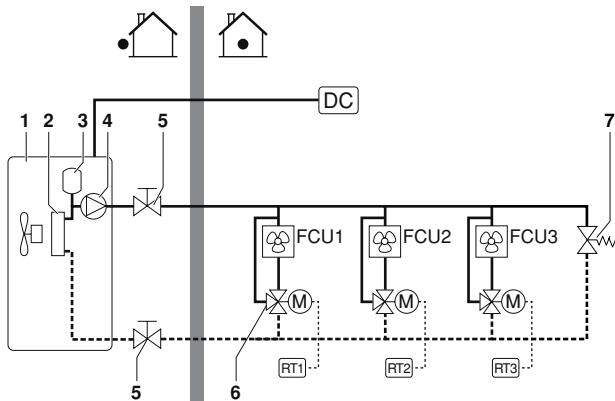 DC
1 2 3 4 5 7
FCU1 FCU2 FCU3
M M M
5 6 RT1 RT2 RT3